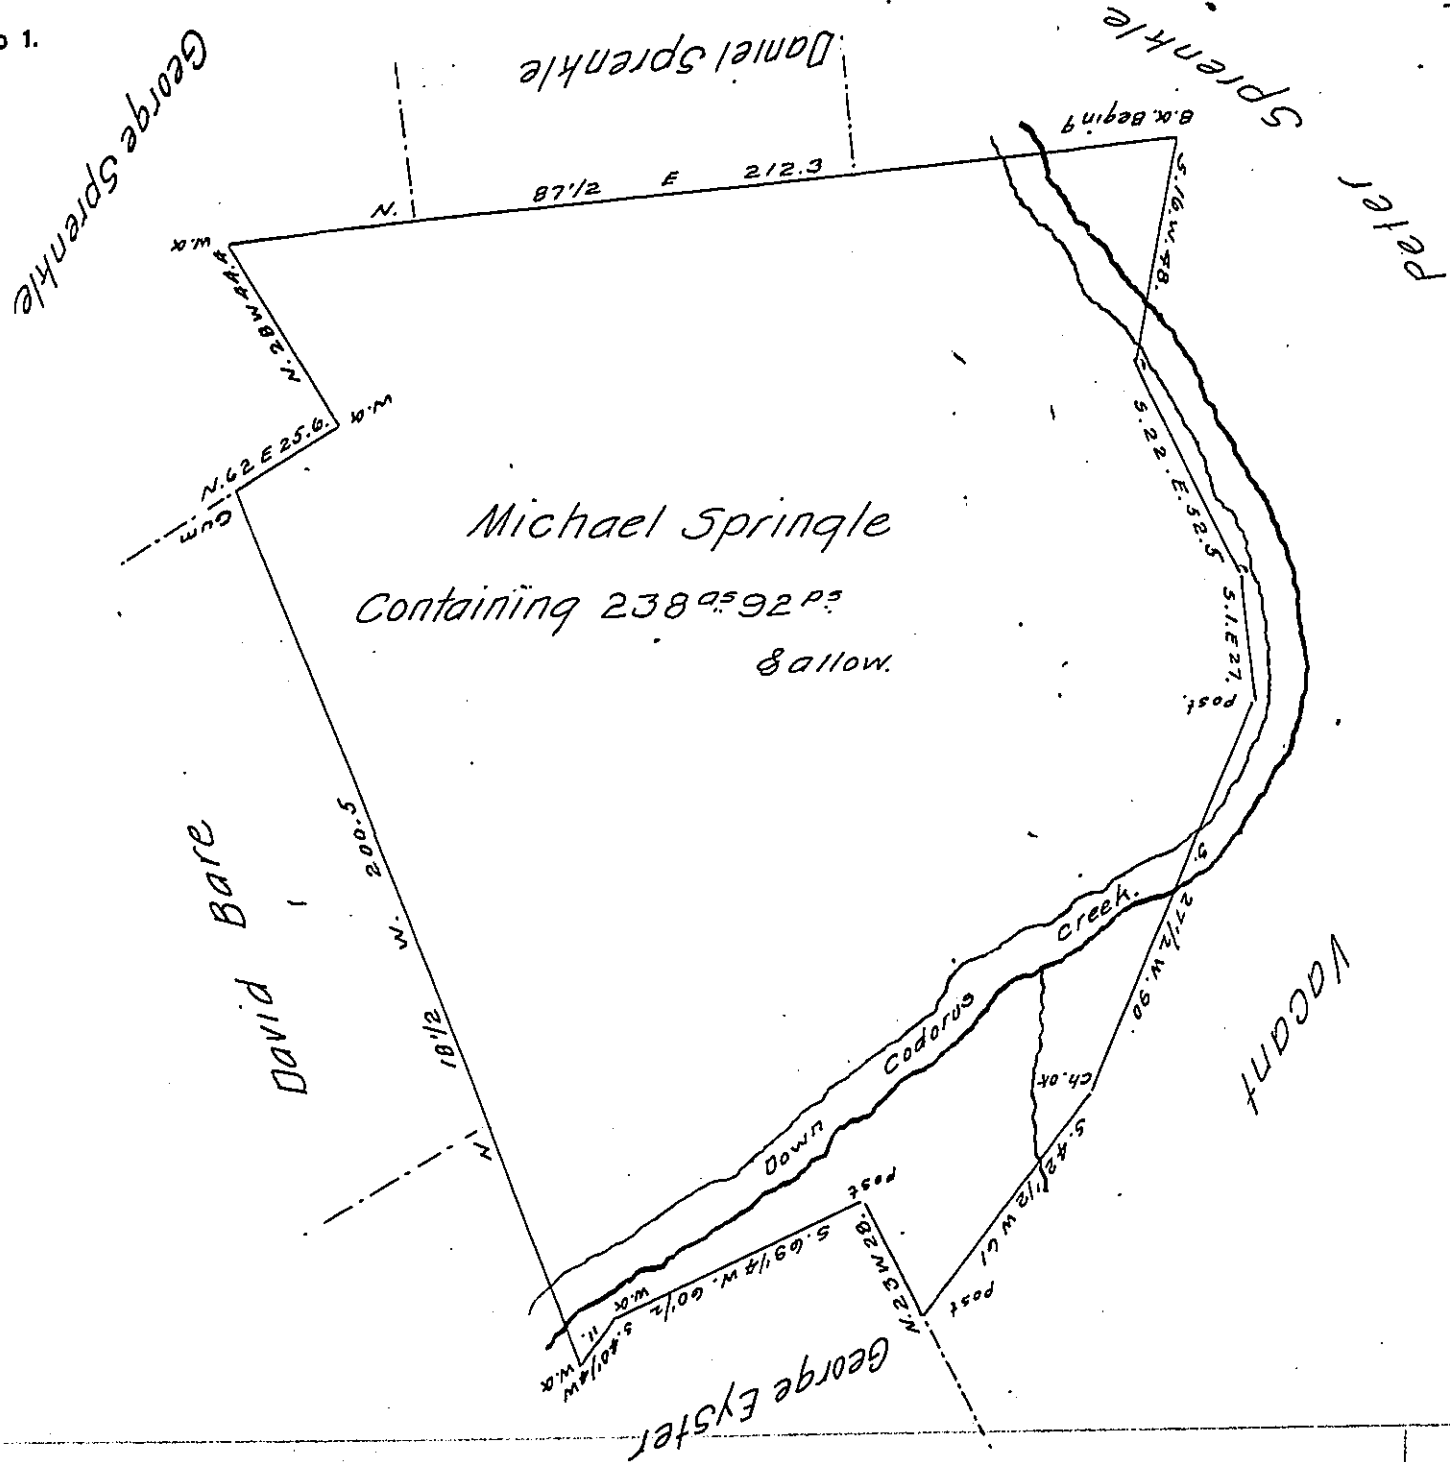 o 1.
George Sprenkle
Daniel Sprenkle
Peter Sprenkle
B.o. Begin'g
S.16.W.48.
S.22.E.52.5
S.1.E 27.
Post.
S. 27 1/2 W. 90.
Ch.ok
S.42 1/2 W 61
Post
N.23 W 28.
Post
S.69 1/4 W. 60 1/2
w.o
S.40 1/4 W 11.
w.o
N 18 1/2 W. 200.5
Gum
N.62 E 25.6.
w.o
N.28 W 44.4
w.o
N. 87 1/2 E 212.3
Michael Springle
Containing 238 as. 92 ps.
& allow.
Down Codorus Creek.
David Bare
George Eyster
Vacant